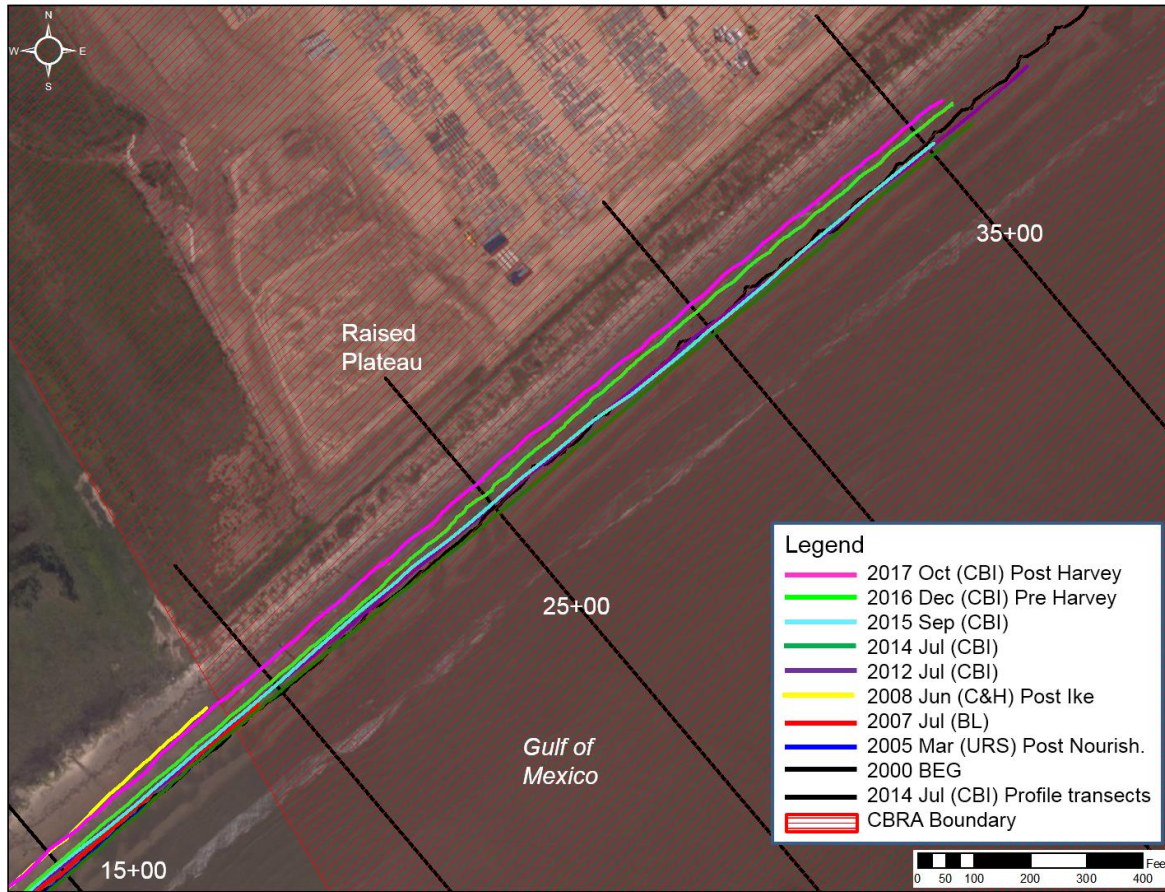 N
W
E
S
35+00
Raised
Plateau
25+00
Gulf of
Mexico
15+00
Legend
2017 Oct (CBI) Post Harvey
2016 Dec (CBI) Pre Harvey
2015 Sep (CBI)
2014 Jul (CBI)
2012 Jul (CBI)
2008 Jun (C&H) Post Ike
2007 Jul (BL)
2005 Mar (URS) Post Nourish.
2000 BEG
2014 Jul (CBI) Profile transects
CBRA Boundary
Fee
0 50 100 200 300 400